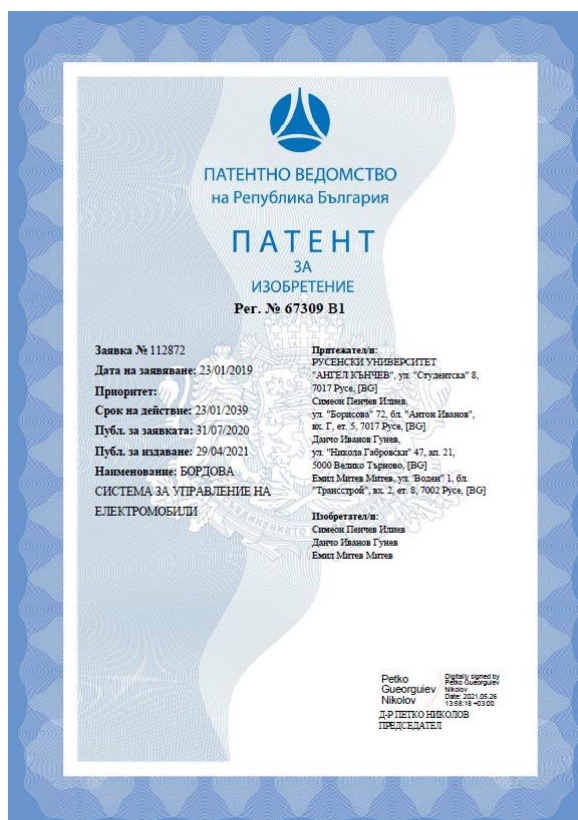 ПАТЕНТНО ВЕДОМСТВО
на Република България
ПАТЕНТ
ЗА
ИЗОБРЕТЕНИЕ
Рег. № 67309 B1
Заявка № 112872
Дата на заявяване: 23/01/2019
Приоритет:
Срок на действие: 23/01/2039
Публ. за заявката: 31/07/2020
Публ. за издаване: 29/04/2021
Наименование: БОРДОВА
СИСТЕМА ЗА УПРАВЛЕНИЕ НА
ЕЛЕКТРОМОБИЛИ
Притежател/и:
РУСЕНСКИ УНИВЕРСИТЕТ
"АНГЕЛ КЪНЧЕВ", ул. "Студентска" 8,
7017 Русе, [BG]
Симеон Пенчев Илиев,
ул. "Борисова" 72, бл. "Антон Иванов",
вх. Г, ет. 5, 7017 Русе, [BG]
Данчо Иванов Гунев,
ул. "Никола Габровски" 47, ап. 21,
5000 Велико Търново, [BG]
Емил Митев Митев, ул. "Воден" 1, бл.
"Трансстрой", вх. 2, ет. 8, 7002 Русе, [BG]
Изобретател/и:
Симеон Пенчев Илиев
Данчо Иванов Гунев
Емил Митев Митев
Petko
Gueorguiev
Nikolov
Digitally signed by
Petko Gueorguiev
Nikolov
Date: 2021.05.26
13:58:18 +03:00
Д-Р ПЕТКО НИКОЛОВ
ПРЕДСЕДАТЕЛ